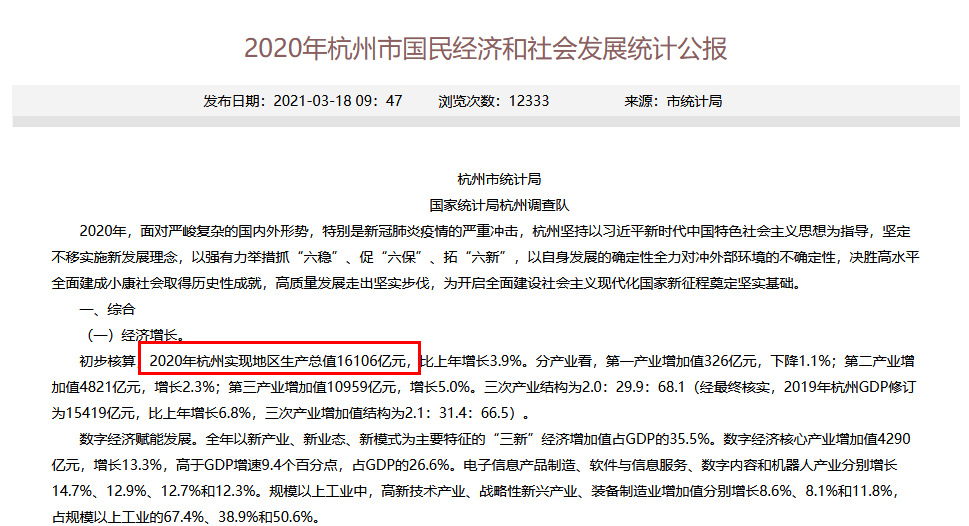 2020年杭州市国民经济和社会发展统计公报
发布日期：2021-03-18 09：47 浏览次数：12333 来源：市统计局
杭州市统计局
国家统计局杭州调查队
2020年，面对严峻复杂的国内外形势，特别是新冠肺炎疫情的严重冲击，杭州坚持以习近平新时代中国特色社会主义思想为指导，坚定
不移实施新发展理念，以强有力举措抓“六稳”、促“六保”、拓“六新”，以自身发展的确定性全力对冲外部环境的不确定性，决胜高水平
全面建成小康社会取得历史性成就，高质量发展走出坚实步伐，为开启全面建设社会主义现代化国家新征程奠定坚实基础。
一、综合
（一）经济增长。
初步核算，2020年杭州实现地区生产总值16106亿元，比上年增长3.9%。分产业看，第一产业增加值326亿元，下降1.1%；第二产业增
加值4821亿元，增长2.3%；第三产业增加值10959亿元，增长5.0%。三次产业结构为2.0：29.9：68.1（经最终核实，2019年杭州GDP修订
为15419亿元，比上年增长6.8%，三次产业增加值结构为2.1：31.4：66.5）。
数字经济赋能发展。全年以新产业、新业态、新模式为主要特征的“三新”经济增加值占GDP的35.5%。数字经济核心产业增加值4290
亿元，增长13.3%，高于GDP增速9.4个百分点，占GDP的26.6%。电子信息产品制造、软件与信息服务、数字内容和机器人产业分别增长
14.7%、12.9%、12.7%和12.3%。规模以上工业中，高新技术产业、战略性新兴产业、装备制造业增加值分别增长8.6%、8.1%和11.8%，
占规模以上工业的67.4%、38.9%和50.6%。